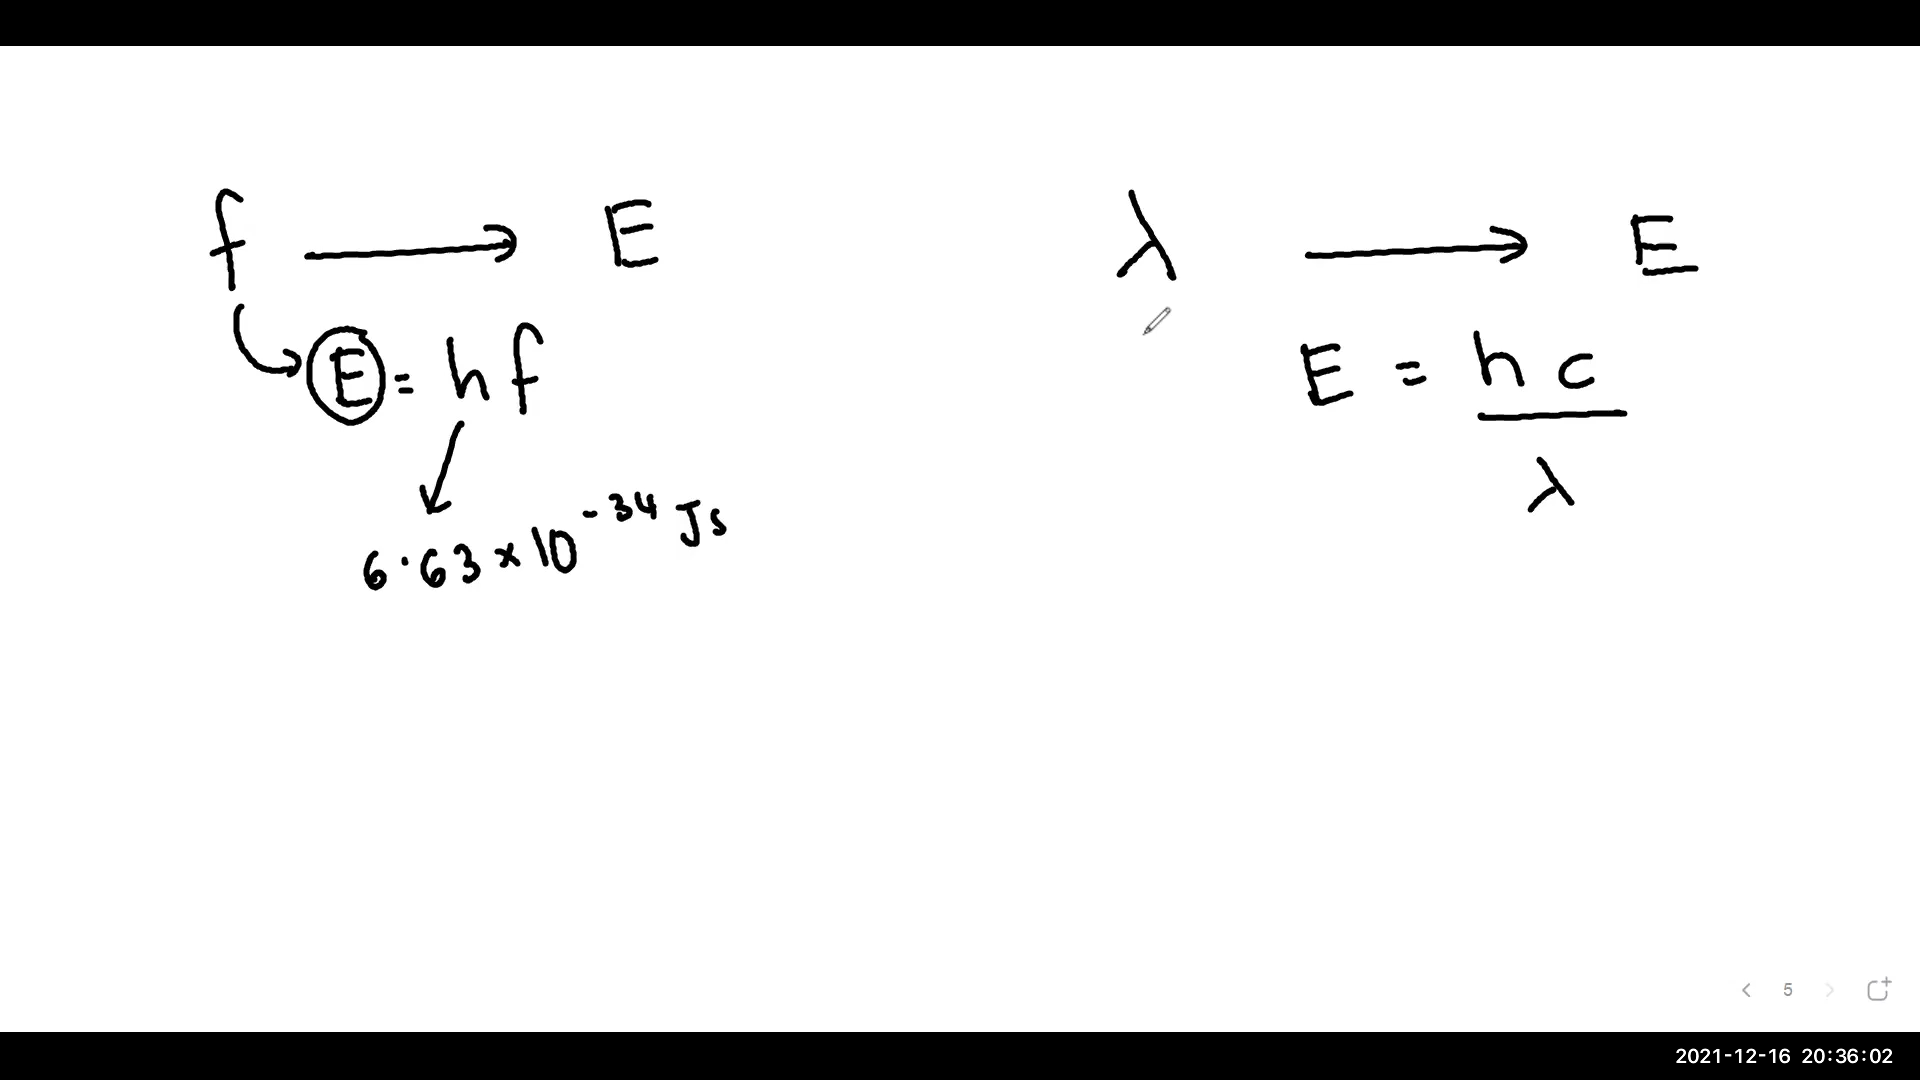 f → E
E = hf
6.63 × 10⁻³⁴ Js
λ → E
E = hc
λ
5
2021-12-16 20:36:02